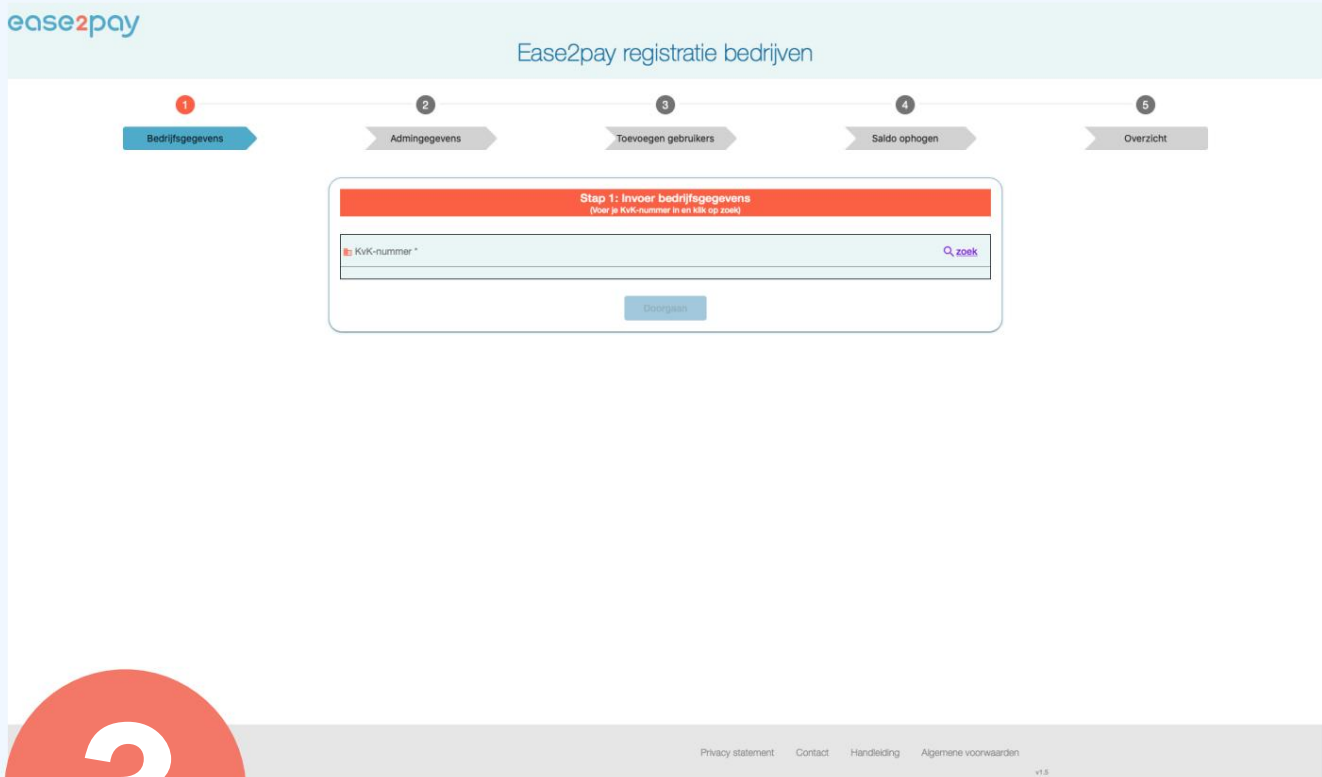 ease2pay
Ease2pay registratie bedrijven
1 2 3 4 5
Bedrijfsgegevens Admingegevens Toevoegen gebruikers Saldo ophogen Overzicht
Stap 1: Invoer bedrijfsgegevens
(Voer je KvK-nummer in en klik op zoek)
KvK-nummer * zoek
Doorgaan
Privacy statement Contact Handleiding Algemene voorwaarden
v1.5